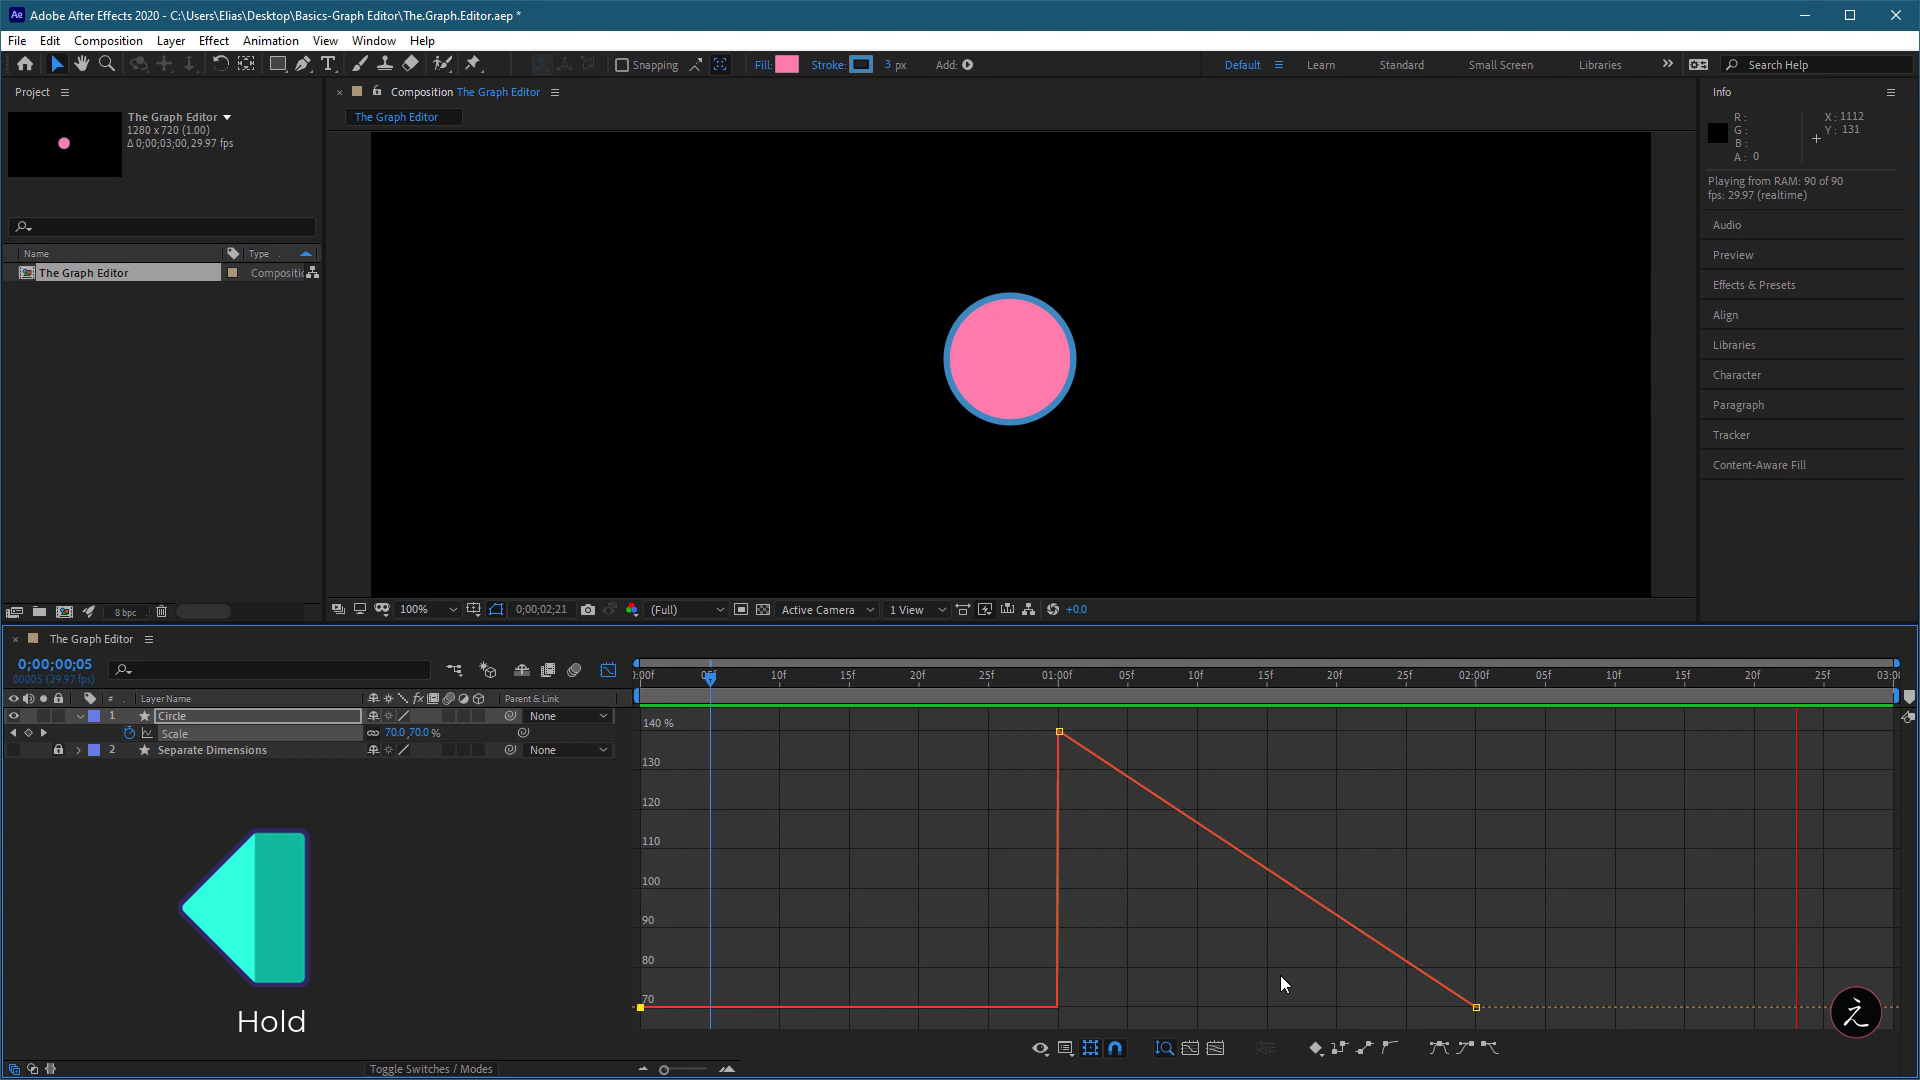 Adobe After Effects 2020 - C:\Users\Elias\Desktop\Basics-Graph Editor\The.Graph.Editor.aep *
File Edit Composition Layer Effect Animation View Window Help
Snapping Fill: Stroke: 3 px Add: Default Learn Standard Small Screen Libraries Search Help
Project
The Graph Editor
1280 x 720 (1.00)
Δ 0;00;03;00, 29.97 fps
Name Type
The Graph Editor Compositic
8 bpc
Composition The Graph Editor
The Graph Editor
100% 0;00;02;21 (Full) Active Camera 1 View +0.0
Info
R :
G :
B :
A : 0
X : 1112
Y : 131
Playing from RAM: 90 of 90
fps: 29.97 (realtime)
Audio
Preview
Effects & Presets
Align
Libraries
Character
Paragraph
Tracker
Content-Aware Fill
The Graph Editor
0;00;00;05
00005 (29.97 fps)
# Layer Name fx Parent & Link
1 Circle None
Scale 70.0,70.0 %
2 Separate Dimensions None
:00f 10f 15f 20f 25f 01:00f 05f 10f 15f 20f 25f 02:00f 05f 10f 15f 20f 25f 03:0
140 %
130
120
110
100
90
80
70
Hold
え
Toggle Switches / Modes